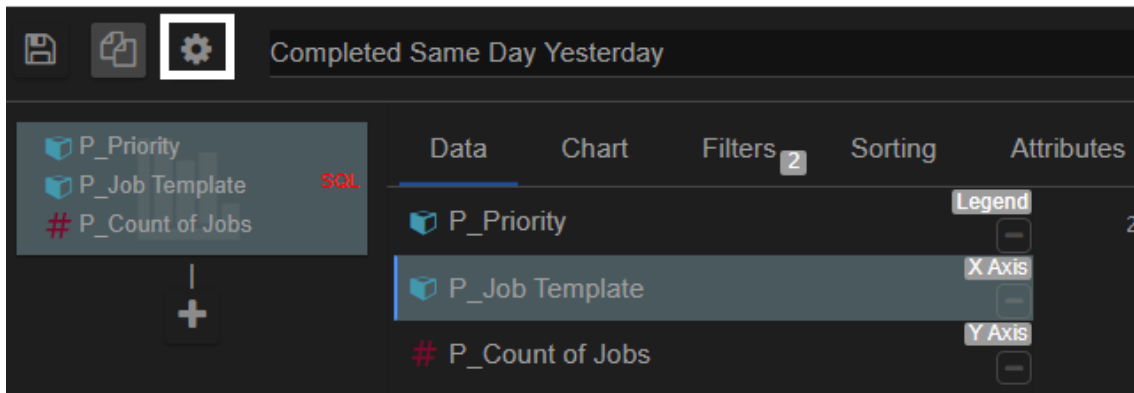 Completed Same Day Yesterday
P_Priority
P_Job Template
SQL
# P_Count of Jobs
Data Chart Filters 2 Sorting Attributes
P_Priority Legend
P_Job Template X Axis
# P_Count of Jobs Y Axis
2